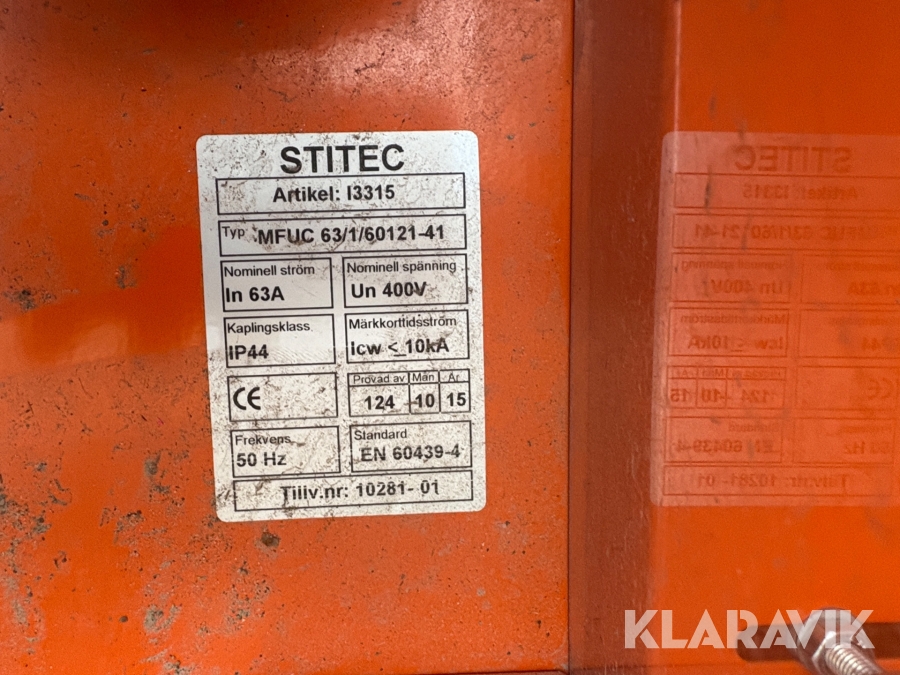 STITEC
Artikel: I3315
Typ MFUC 63/1/60121-41
Nominell ström
In 63A
Nominell spänning
Un 400V
Kaplingsklass
IP44
Märkkorttidsström
Icw <_10kA
CE
Provad av Mån År
124 10 15
Frekvens
50 Hz
Standard
EN 60439-4
Tiliv.nr: 10281- 01
KLARAVIK